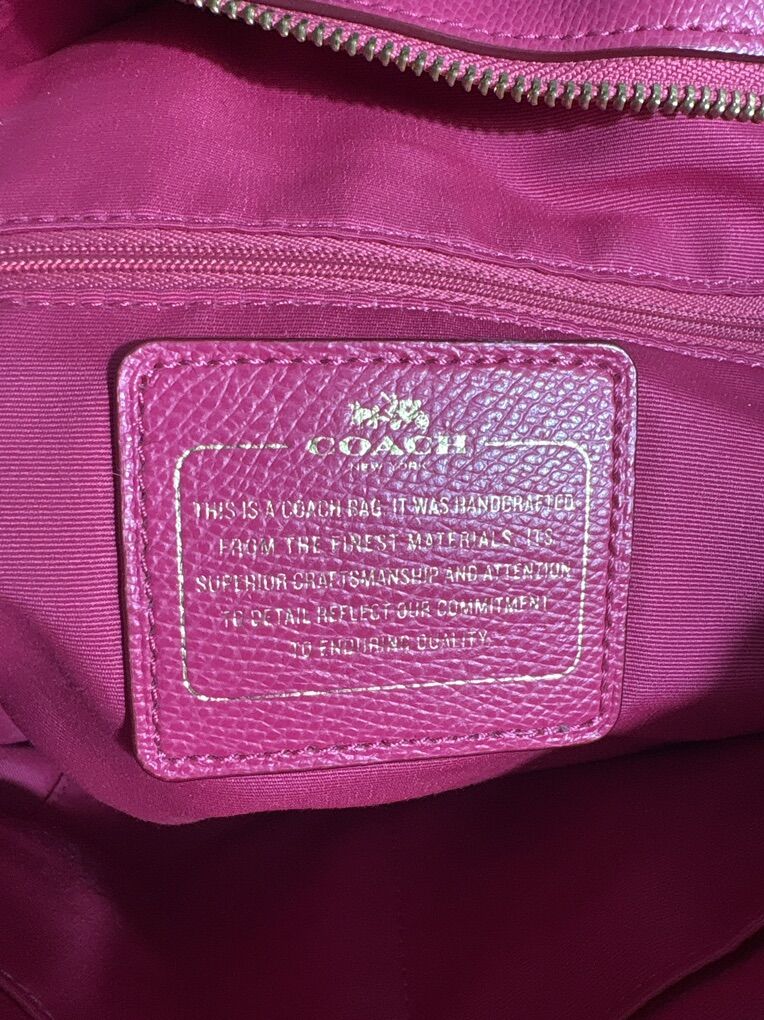 COACH
NEW YORK
THIS IS A COACH BAG. IT WAS HANDCRAFTED
FROM THE FINEST MATERIALS. ITS
SUPERIOR CRAFTSMANSHIP AND ATTENTION
TO DETAIL REFLECT OUR COMMITMENT
TO ENDURING QUALITY.